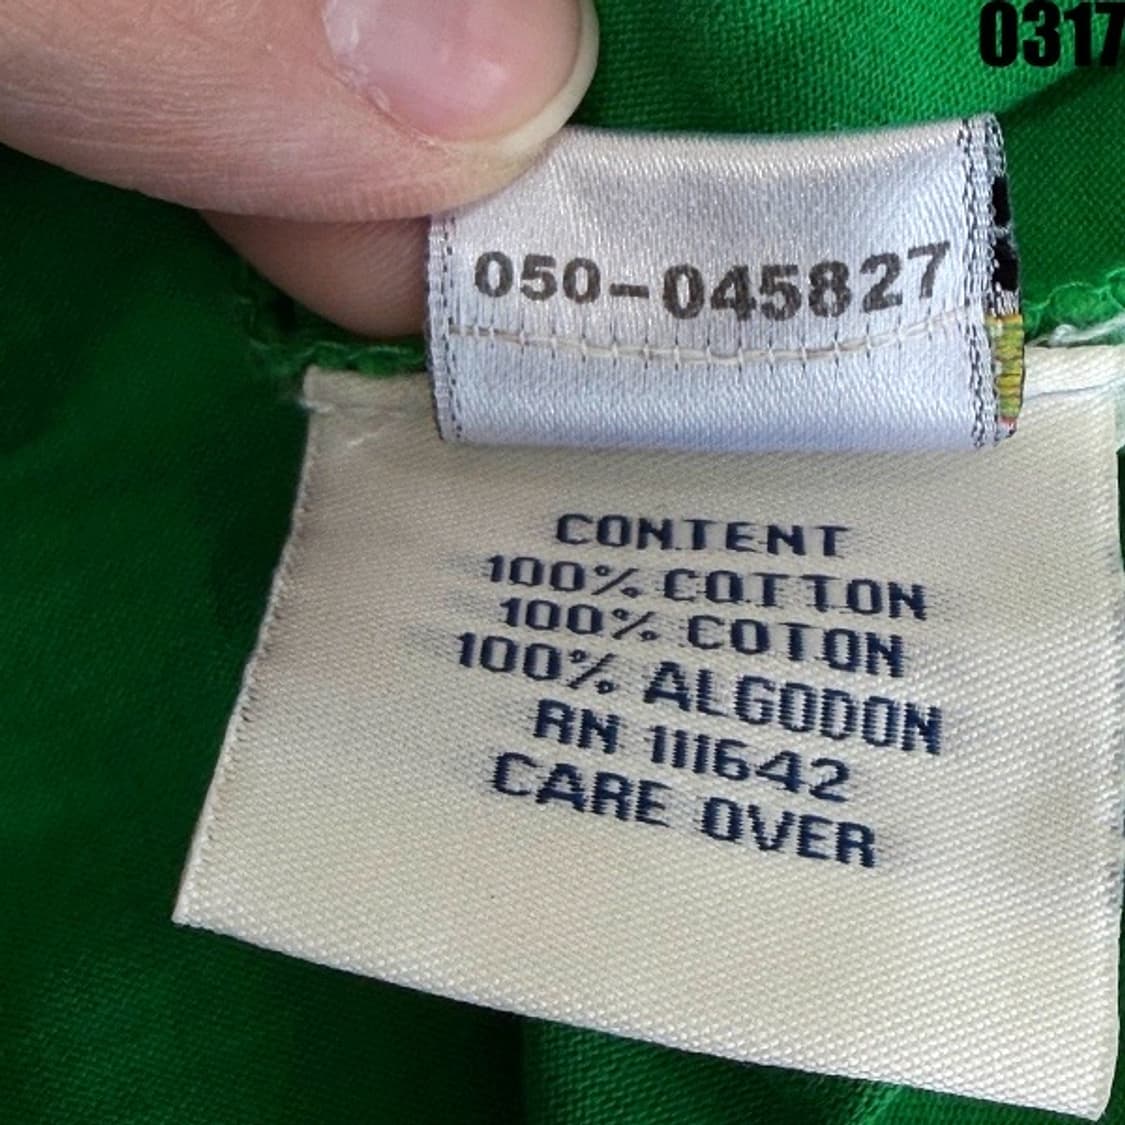 0317
050-045827
CONTENT
100% COTTON
100% COTON
100% ALGODON
RN 111642
CARE OVER